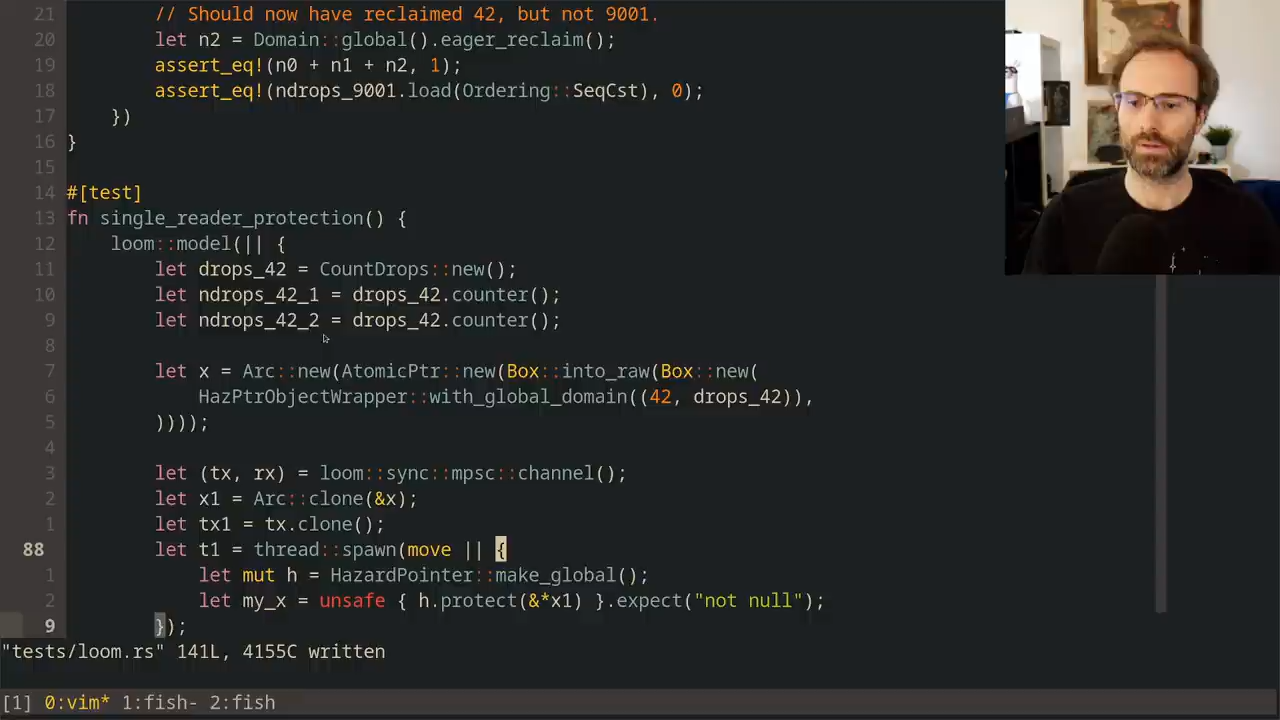 21 // Should now have reclaimed 42, but not 9001.
20 let n2 = Domain::global().eager_reclaim();
19 assert_eq!(n0 + n1 + n2, 1);
18 assert_eq!(ndrops_9001.load(Ordering::SeqCst), 0);
17 })
16 }
15
14 #[test]
13 fn single_reader_protection() {
12 loom::model(|| {
11 let drops_42 = CountDrops::new();
10 let ndrops_42_1 = drops_42.counter();
9 let ndrops_42_2 = drops_42.counter();
8
7 let x = Arc::new(AtomicPtr::new(Box::into_raw(Box::new(
6 HazPtrObjectWrapper::with_global_domain((42, drops_42)),
5 ))));
4
3 let (tx, rx) = loom::sync::mpsc::channel();
2 let x1 = Arc::clone(&x);
1 let tx1 = tx.clone();
88 let t1 = thread::spawn(move || {
1 let mut h = HazardPointer::make_global();
2 let my_x = unsafe { h.protect(&*x1) }.expect("not null");
9 });
"tests/loom.rs" 141L, 4155C written
[1] 0:vim* 1:fish- 2:fish